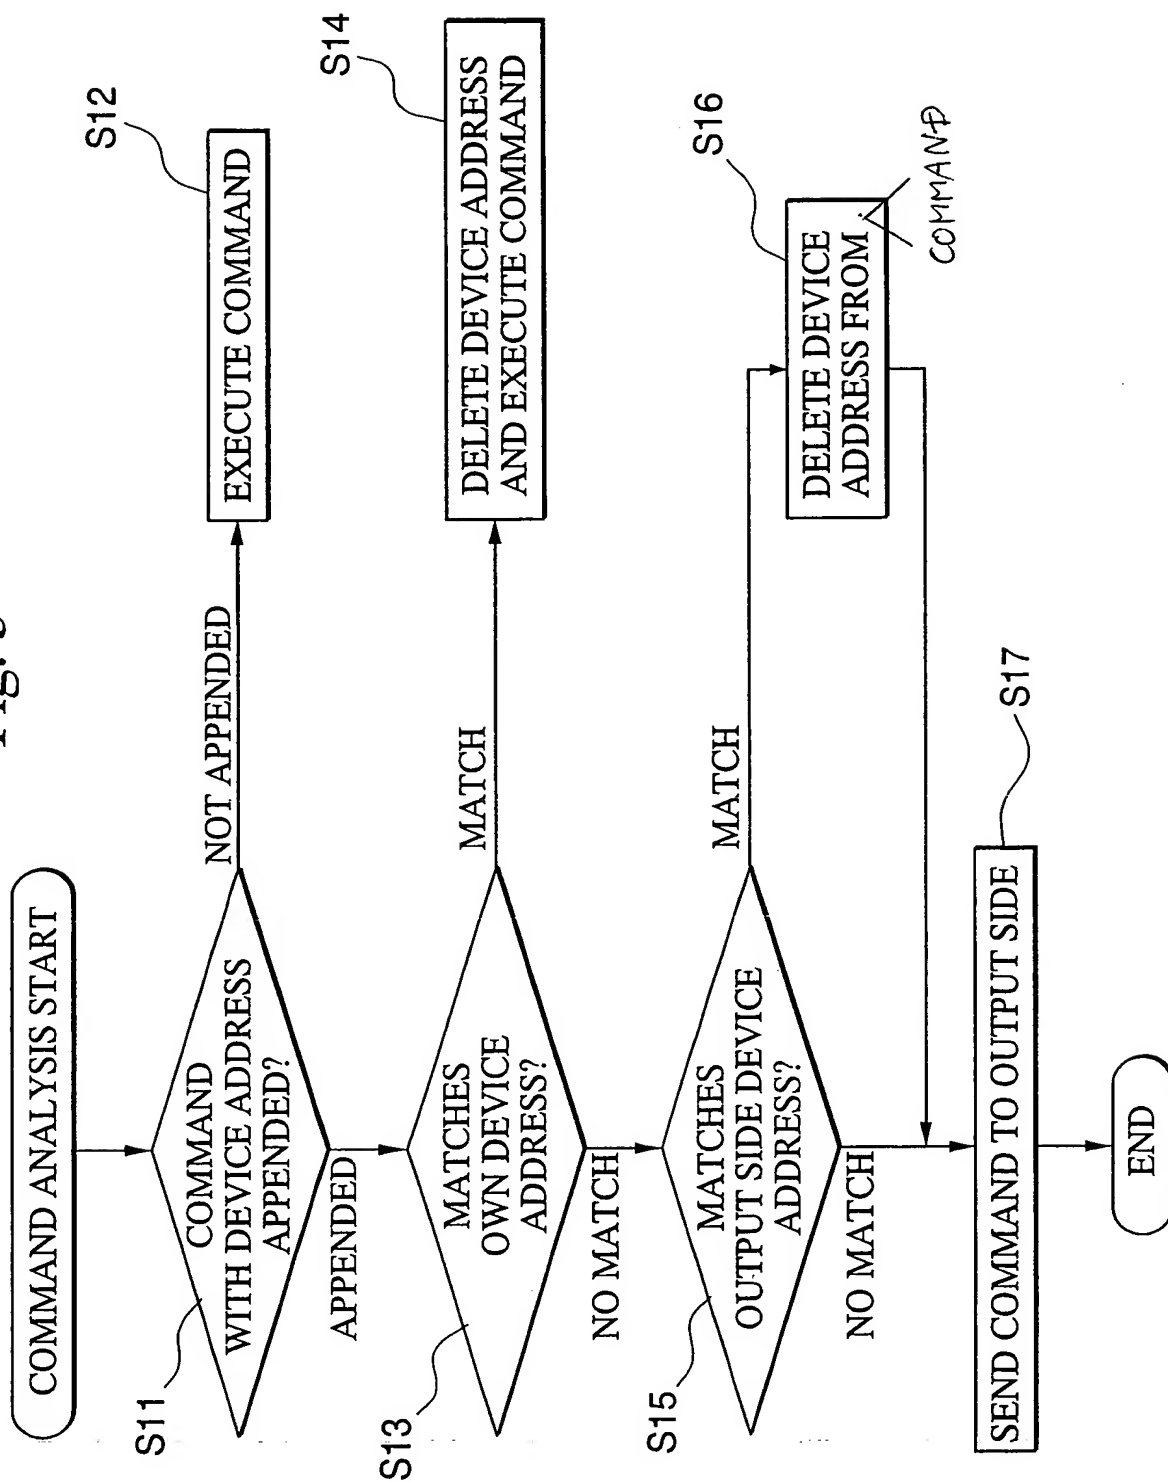 Fig.
COMMAND ANALYSIS START
S11
COMMAND
WITH DEVICE ADDRESS
APPENDED?
NOT APPENDED
S12
EXECUTE COMMAND
APPENDED
S13
MATCHES
OWN DEVICE
ADDRESS?
MATCH
S14
DELETE DEVICE ADDRESS
AND EXECUTE COMMAND
NO MATCH
S15
MATCHES
OUTPUT SIDE DEVICE
ADDRESS?
MATCH
S16
DELETE DEVICE
ADDRESS FROM
COMMAND
NO MATCH
S17
SEND COMMAND TO OUTPUT SIDE
END